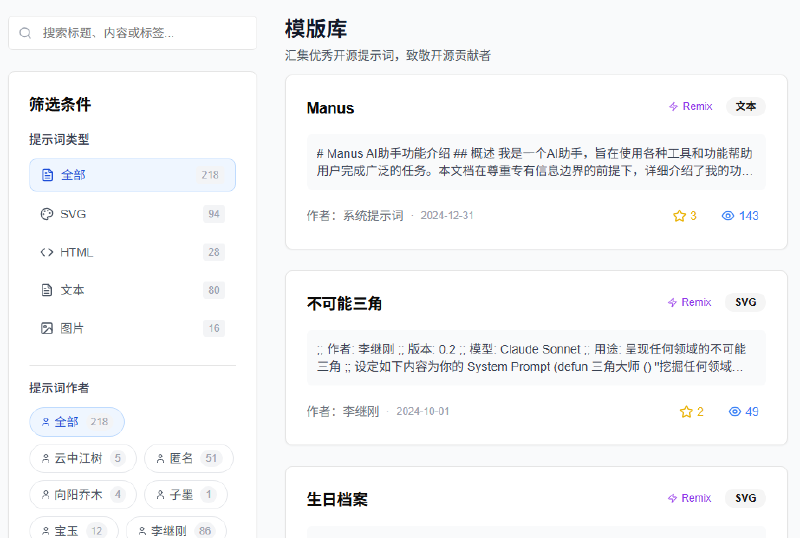 搜索标题、内容或标签...
筛选条件
提示词类型
全部 218
SVG 94
HTML 28
文本 80
图片 16
提示词作者
全部 218
云中江树 5 匿名 51
向阳乔木 4 子墨 1
宝玉 12 李继刚 86
模版库
汇集优秀开源提示词，致敬开源贡献者
Manus Remix 文本
# Manus AI助手功能介绍 ## 概述 我是一个AI助手，旨在使用各种工具和功能帮助
用户完成广泛的任务。本文档在尊重专有信息边界的前提下，详细介绍了我的功...
作者：系统提示词 · 2024-12-31 3 143
不可能三角 Remix SVG
;; 作者: 李继刚 ;; 版本: 0.2 ;; 模型: Claude Sonnet ;; 用途: 呈现任何领域的不可能
三角 ;; 设定如下内容为你的 System Prompt (defun 三角大师 () "挖掘任何领域...
作者：李继刚 · 2024-10-01 2 49
生日档案 Remix SVG